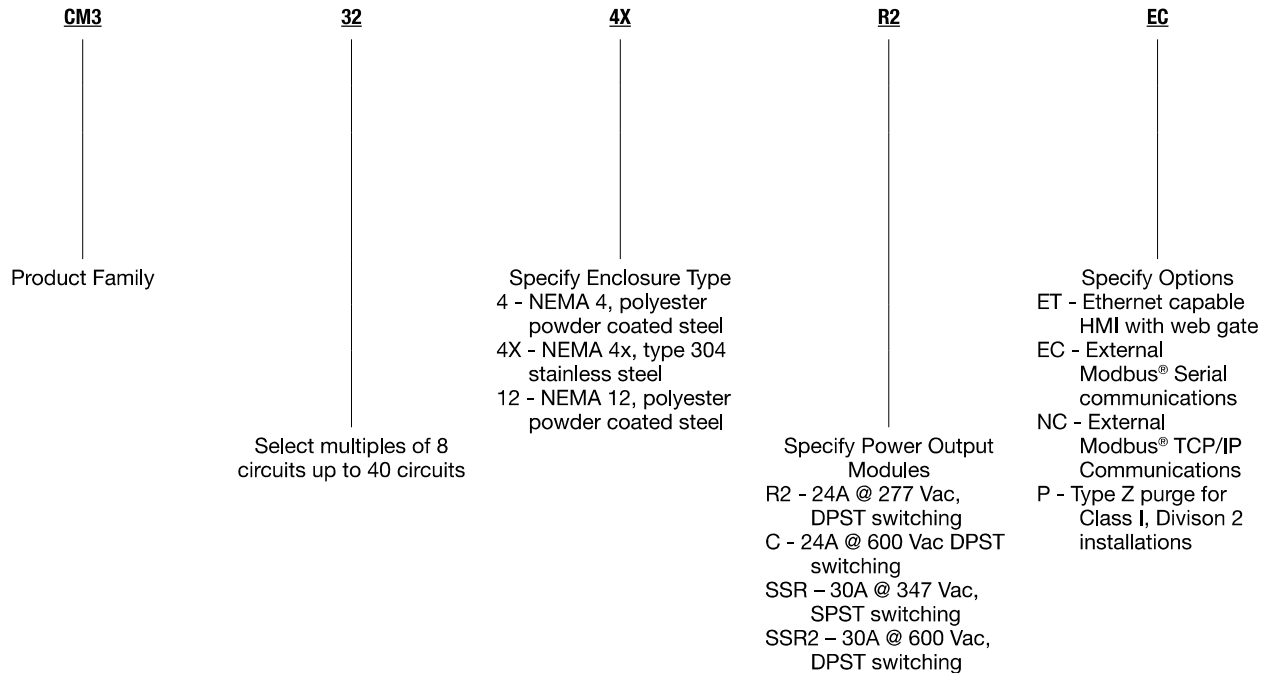 CM3
32
4X
R2
EC
Product Family
Select multiples of 8
circuits up to 40 circuits
Specify Enclosure Type
4 - NEMA 4, polyester
powder coated steel
4X - NEMA 4x, type 304
stainless steel
12 - NEMA 12, polyester
powder coated steel
Specify Power Output
Modules
R2 - 24A @ 277 Vac,
DPST switching
C - 24A @ 600 Vac DPST
switching
SSR – 30A @ 347 Vac,
SPST switching
SSR2 – 30A @ 600 Vac,
DPST switching
Specify Options
ET - Ethernet capable
HMI with web gate
EC - External
Modbus® Serial
communications
NC - External
Modbus® TCP/IP
Communications
P - Type Z purge for
Class I, Divison 2
installations